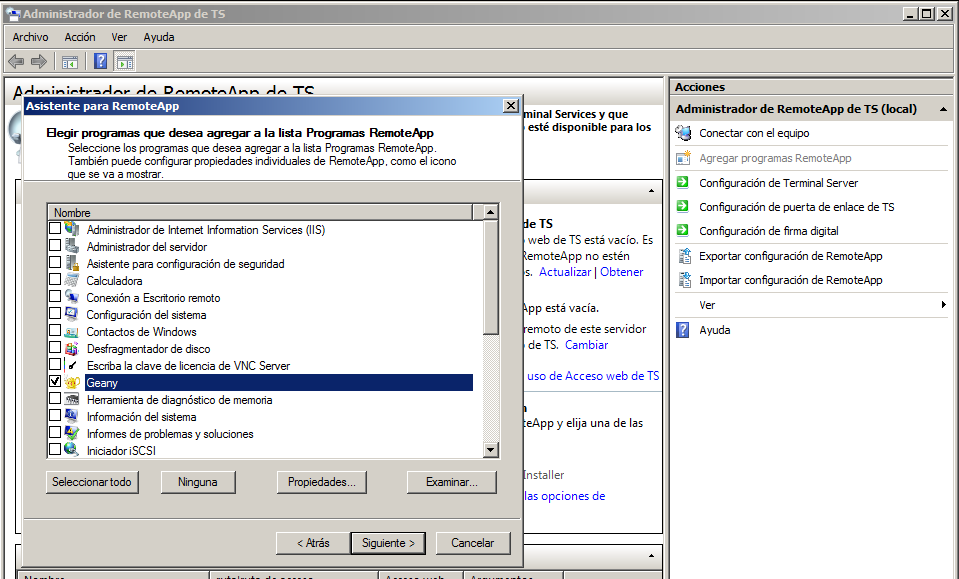 Administrador de RemoteApp de TS
Archivo Acción Ver Ayuda
Administrador de RemoteApp de TS
Asistente para RemoteApp
Elegir programas que desea agregar a la lista Programas RemoteApp
Seleccione los programas que desea agregar a la lista Programas RemoteApp.
También puede configurar propiedades individuales de RemoteApp, como el icono
que se va a mostrar.
Nombre
Administrador de Internet Information Services (IIS)
Administrador del servidor
Asistente para configuración de seguridad
Calculadora
Conexión a Escritorio remoto
Configuración del sistema
Contactos de Windows
Desfragmentador de disco
Escriba la clave de licencia de VNC Server
Geany
Herramienta de diagnóstico de memoria
Información del sistema
Informes de problemas y soluciones
Iniciador iSCSI
Seleccionar todo Ninguna Propiedades... Examinar...
< Atrás Siguiente > Cancelar
minal Services y que
esté disponible para los
de TS
web de TS está vacío. Es
RemoteApp no estén
s. Actualizar | Obtener
App está vacía.
remoto de este servidor
de TS. Cambiar
uso de Acceso web de TS
teApp y elija una de las
Installer
las opciones de
Nombre Acceso web Argumentos
Acciones
Administrador de RemoteApp de TS (local)
Conectar con el equipo
Agregar programas RemoteApp
Configuración de Terminal Server
Configuración de puerta de enlace de TS
Configuración de firma digital
Exportar configuración de RemoteApp
Importar configuración de RemoteApp
Ver
Ayuda